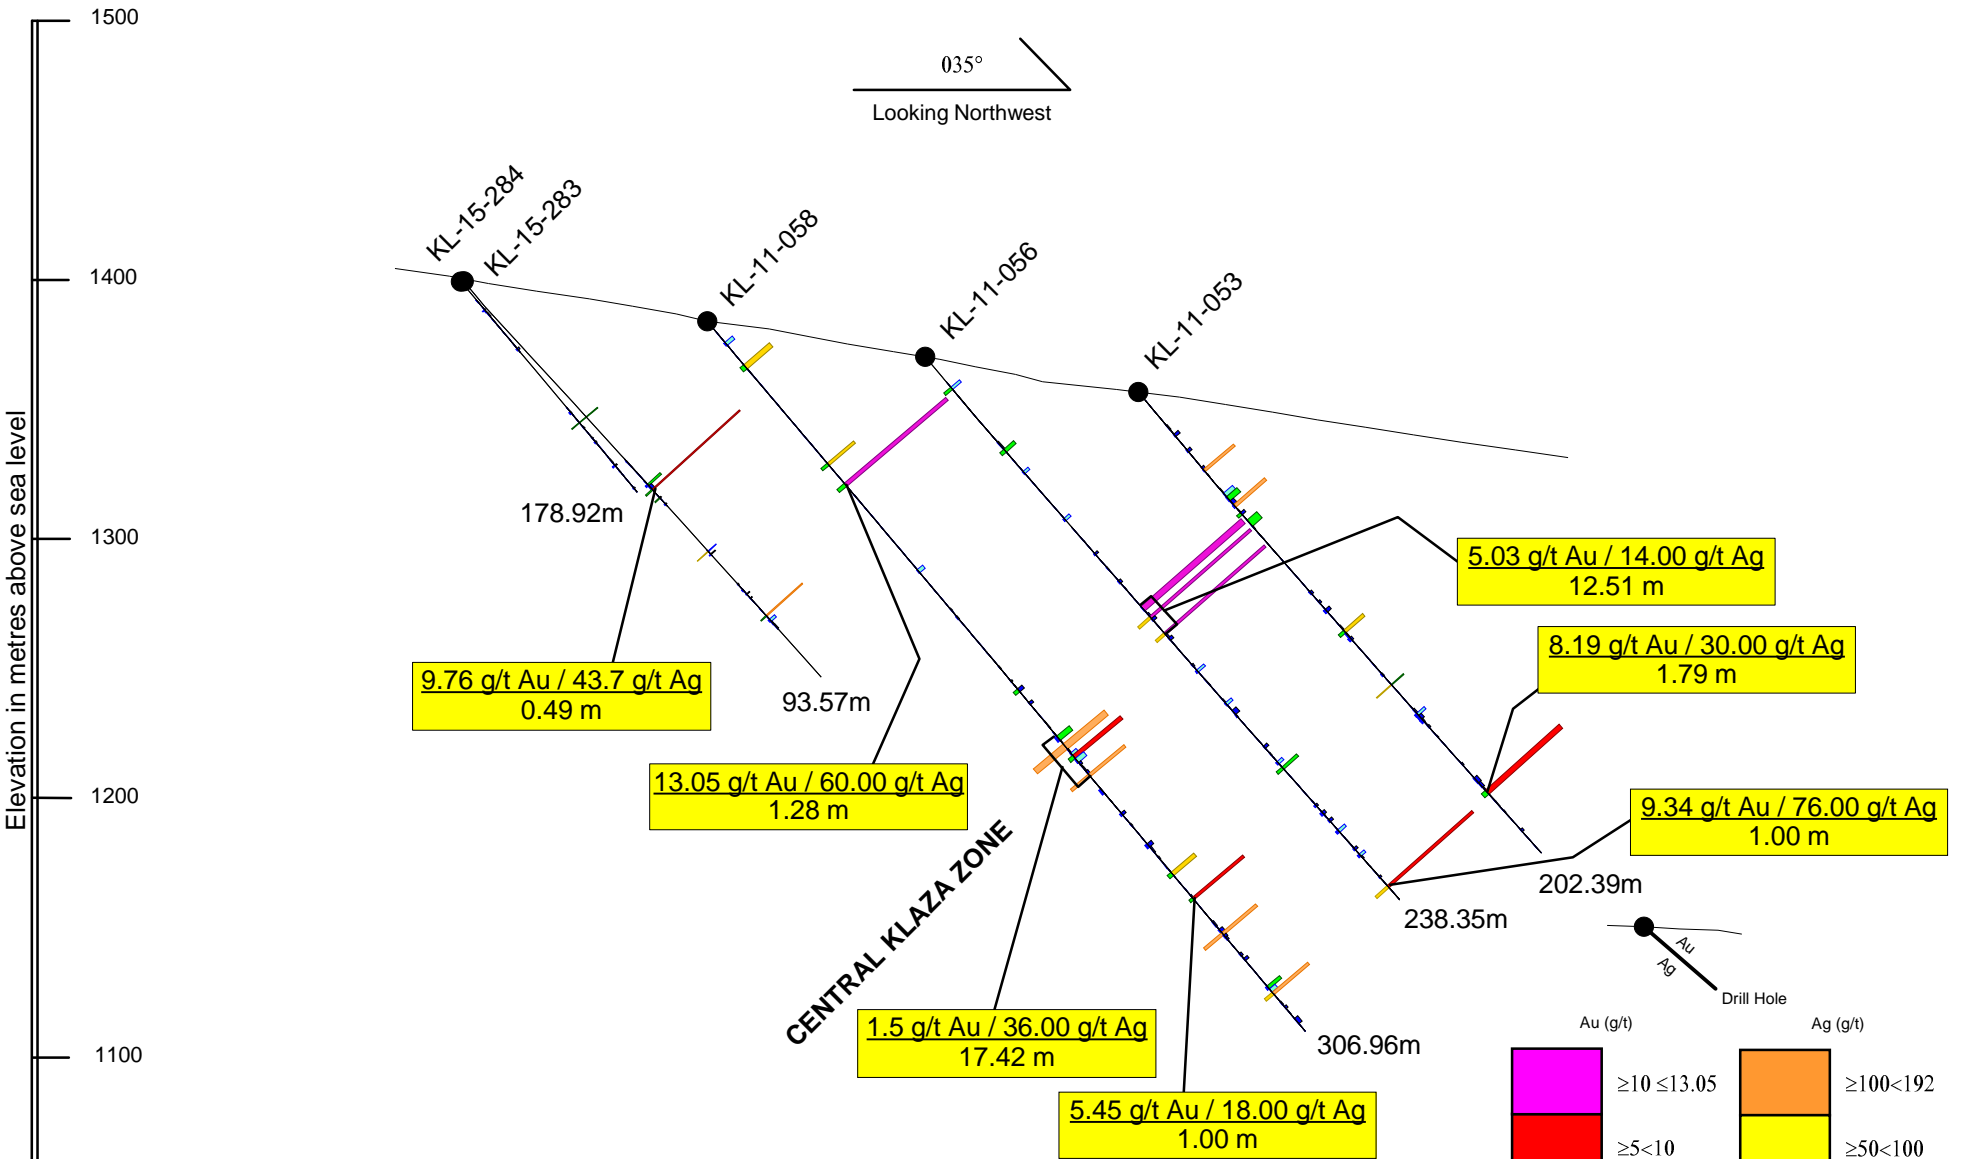 1500
035°
Looking Northwest
KL-15-284
KL-15-283
KL-11-058
KL-11-056
KL-11-053
1400
1300
1200
1100
Elevation in metres above sea level
178.92m
93.57m
5.03 g/t Au / 14.00 g/t Ag
12.51 m
8.19 g/t Au / 30.00 g/t Ag
1.79 m
9.76 g/t Au / 43.7 g/t Ag
0.49 m
13.05 g/t Au / 60.00 g/t Ag
1.28 m
9.34 g/t Au / 76.00 g/t Ag
1.00 m
202.39m
238.35m
CENTRAL KLAZA ZONE
1.5 g/t Au / 36.00 g/t Ag
17.42 m
306.96m
5.45 g/t Au / 18.00 g/t Ag
1.00 m
Au
Ag
Drill Hole
Au (g/t)
Ag (g/t)
≥10 ≤13.05
≥100<192
≥5<10
≥50<100